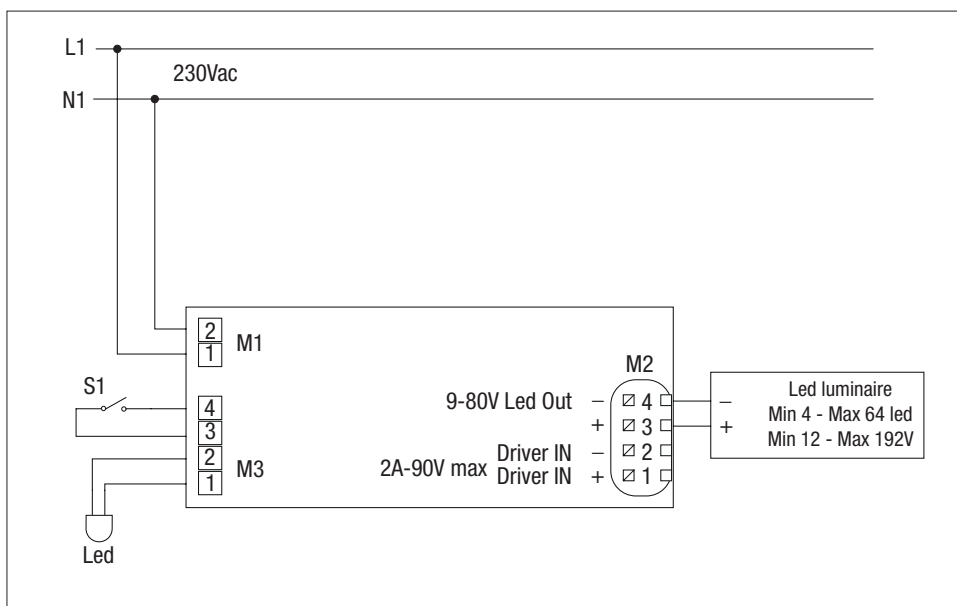 L1
230Vac
N1
2
1
M1
S1
4
3
2
1
M3
M2
9-80V Led Out
− 4
+ 3
Driver IN − 2
2A-90V max
Driver IN + 1
−
+
Led luminaire
Min 4 - Max 64 led
Min 12 - Max 192V
Led